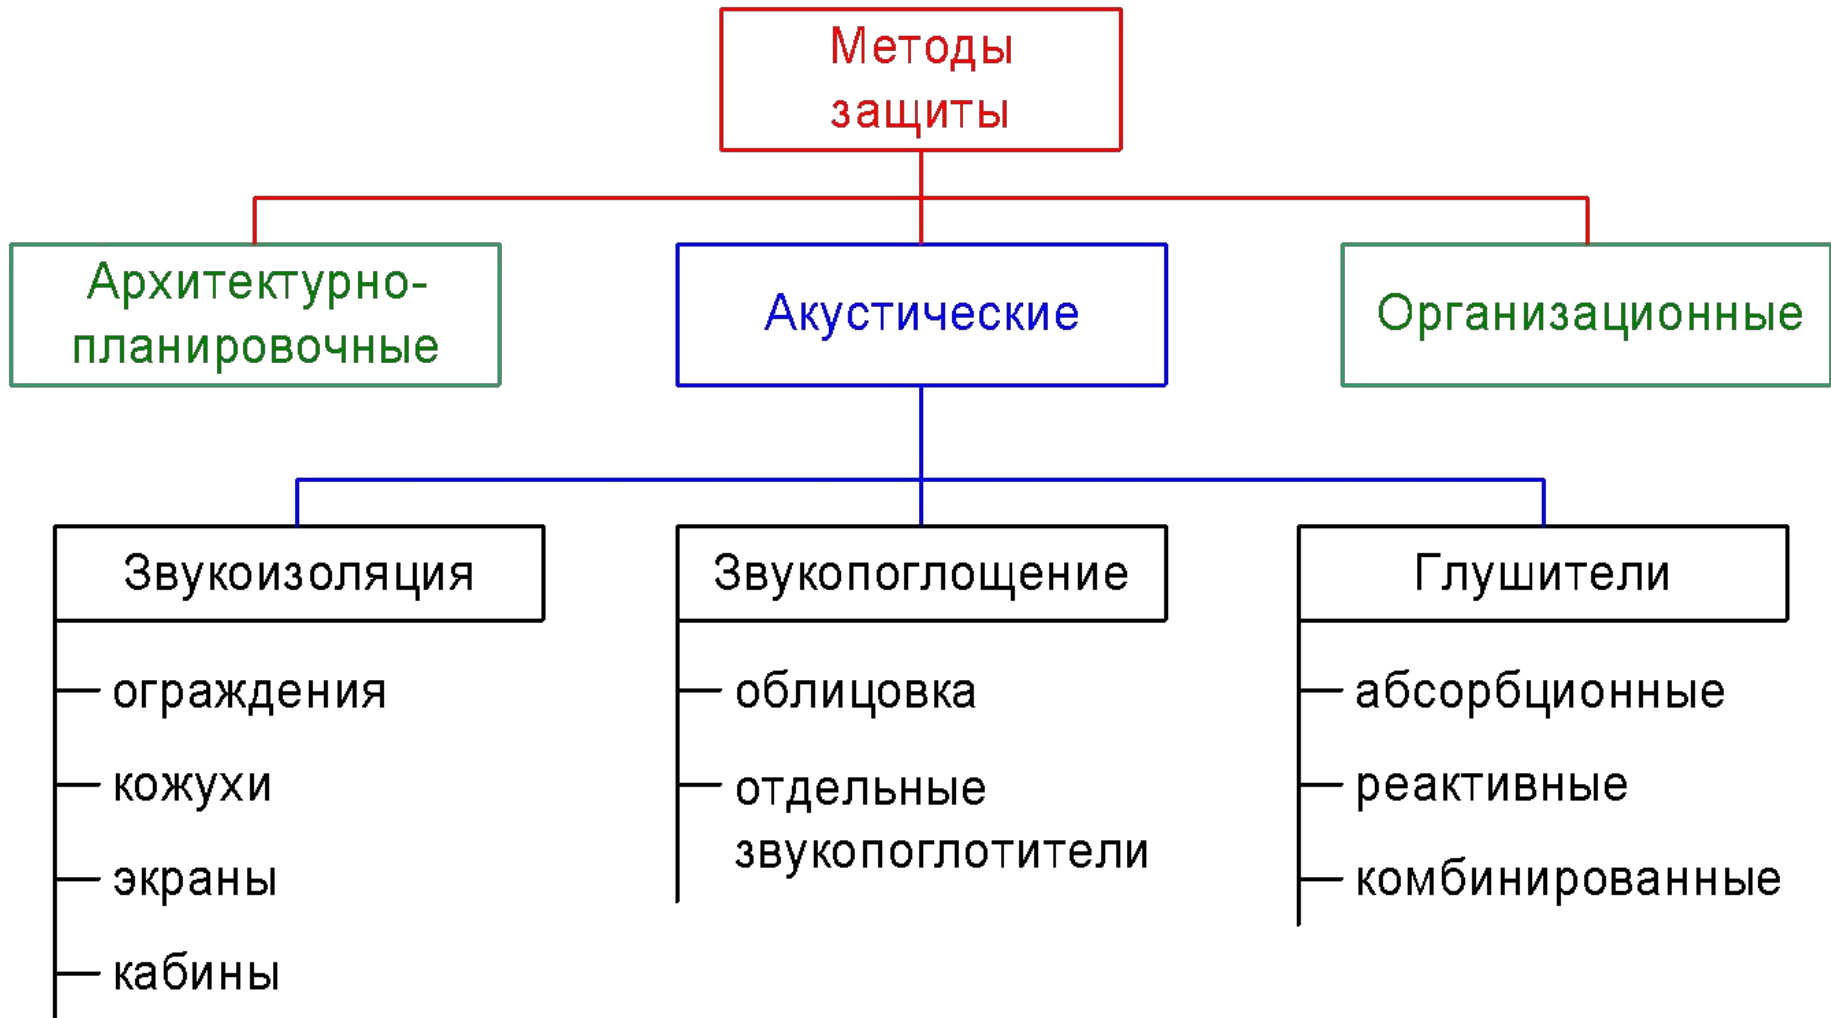 Методы
защиты
Архитектурно-
планировочные
Акустические
Организационные
Звукоизоляция
ограждения
кожухи
экраны
кабины
Звукопоглощение
облицовка
отдельные
звукопоглотители
Глушители
абсорбционные
реактивные
комбинированные